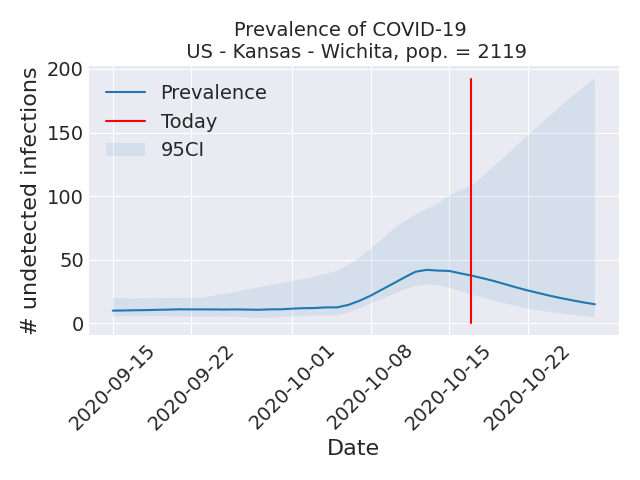 Prevalence of COVID-19
US - Kansas - Wichita, pop. = 2119
# undetected infections
200
150
100
50
0
Prevalence
Today
95CI
2020-09-15
2020-09-22
2020-10-01
2020-10-08
2020-10-15
2020-10-22
Date